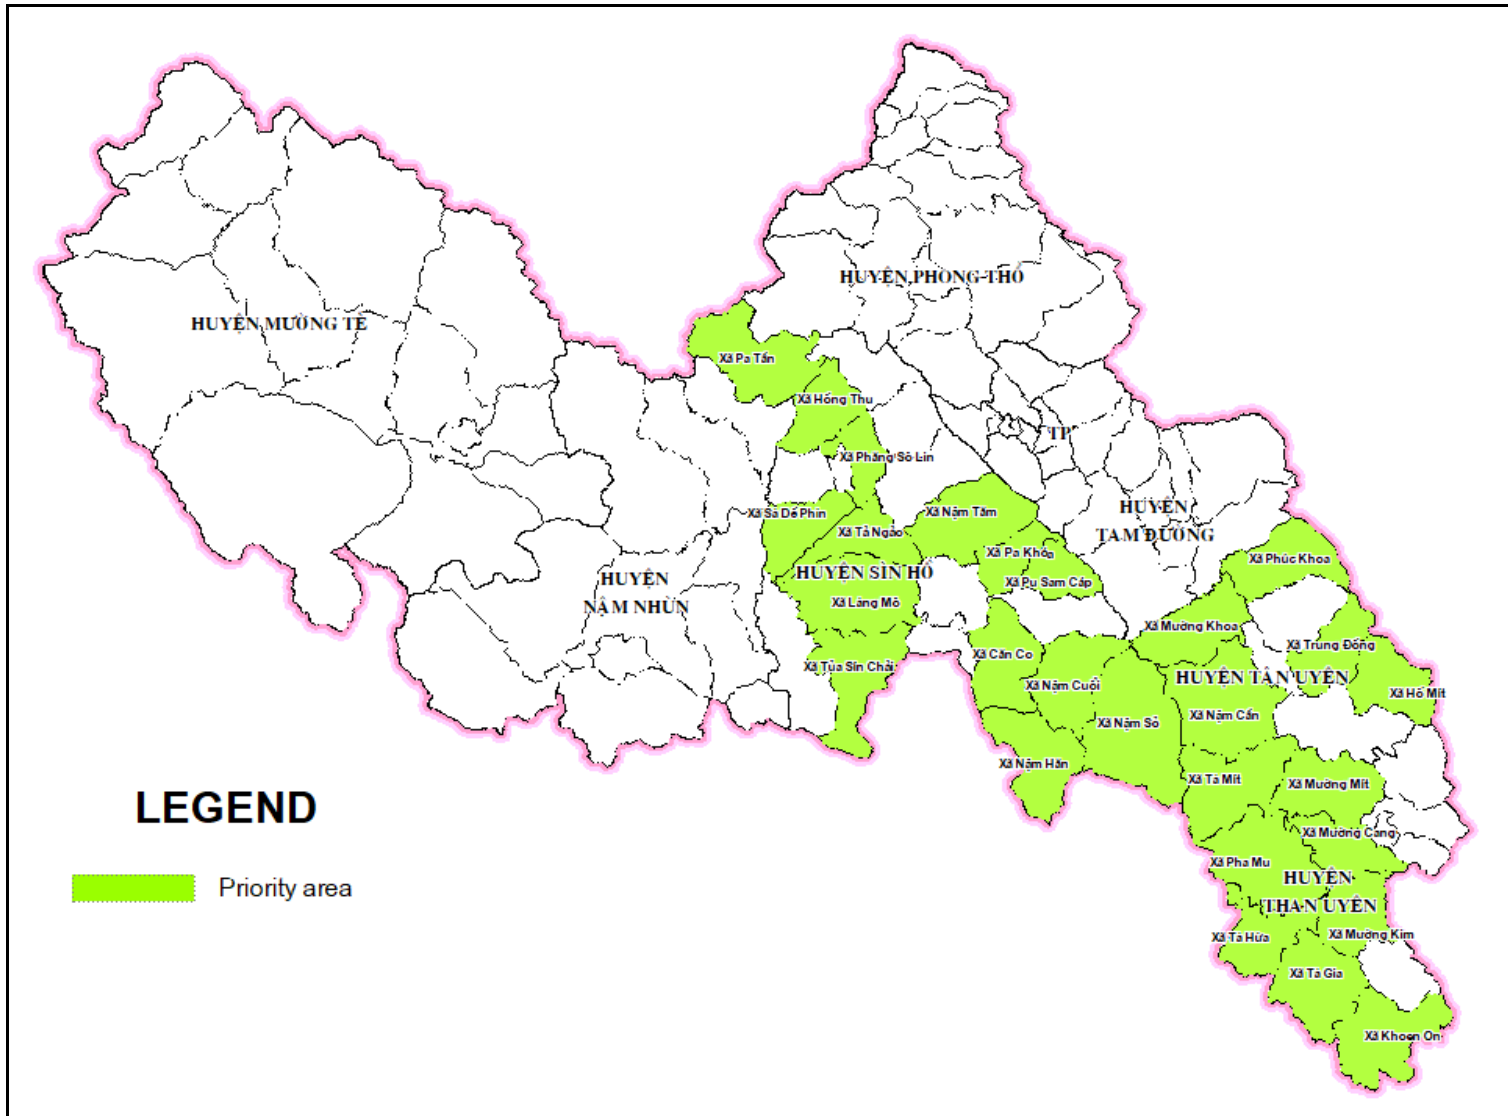 HUYỆN PHONG THỔ
HUYỆN MƯỜNG TÈ
Xã Pa Tần
Xã Hồng Thu
TP
Xã Phăng Sô Lin
Xã Sà Dề Phìn
Xã Nậm Tăm
HUYỆN
TAM ĐƯỜNG
Xã Tả Ngảo
Xã Pa Khóa
Xã Phúc Khoa
HUYỆN SÌN HỒ
HUYỆN
NẬM NHÙN
Xã Pu Sam Cáp
Xã Làng Mô
Xã Mường Khoa
Xã Trung Đồng
Xã Căn Co
Xã Tủa Sín Chải
HUYỆN TÂN UYÊN
Xã Nậm Cuổi
Xã Hố Mít
Xã Nậm Sỏ
Xã Nậm Cần
Xã Nậm Hăn
Xã Tà Mít
Xã Mường Mít
LEGEND
Xã Mường Cang
Xã Pha Mu
HUYỆN
THAN UYÊN
Priority area
Xã Tà Hừa
Xã Mường Kim
Xã Tà Gia
Xã Khoen On